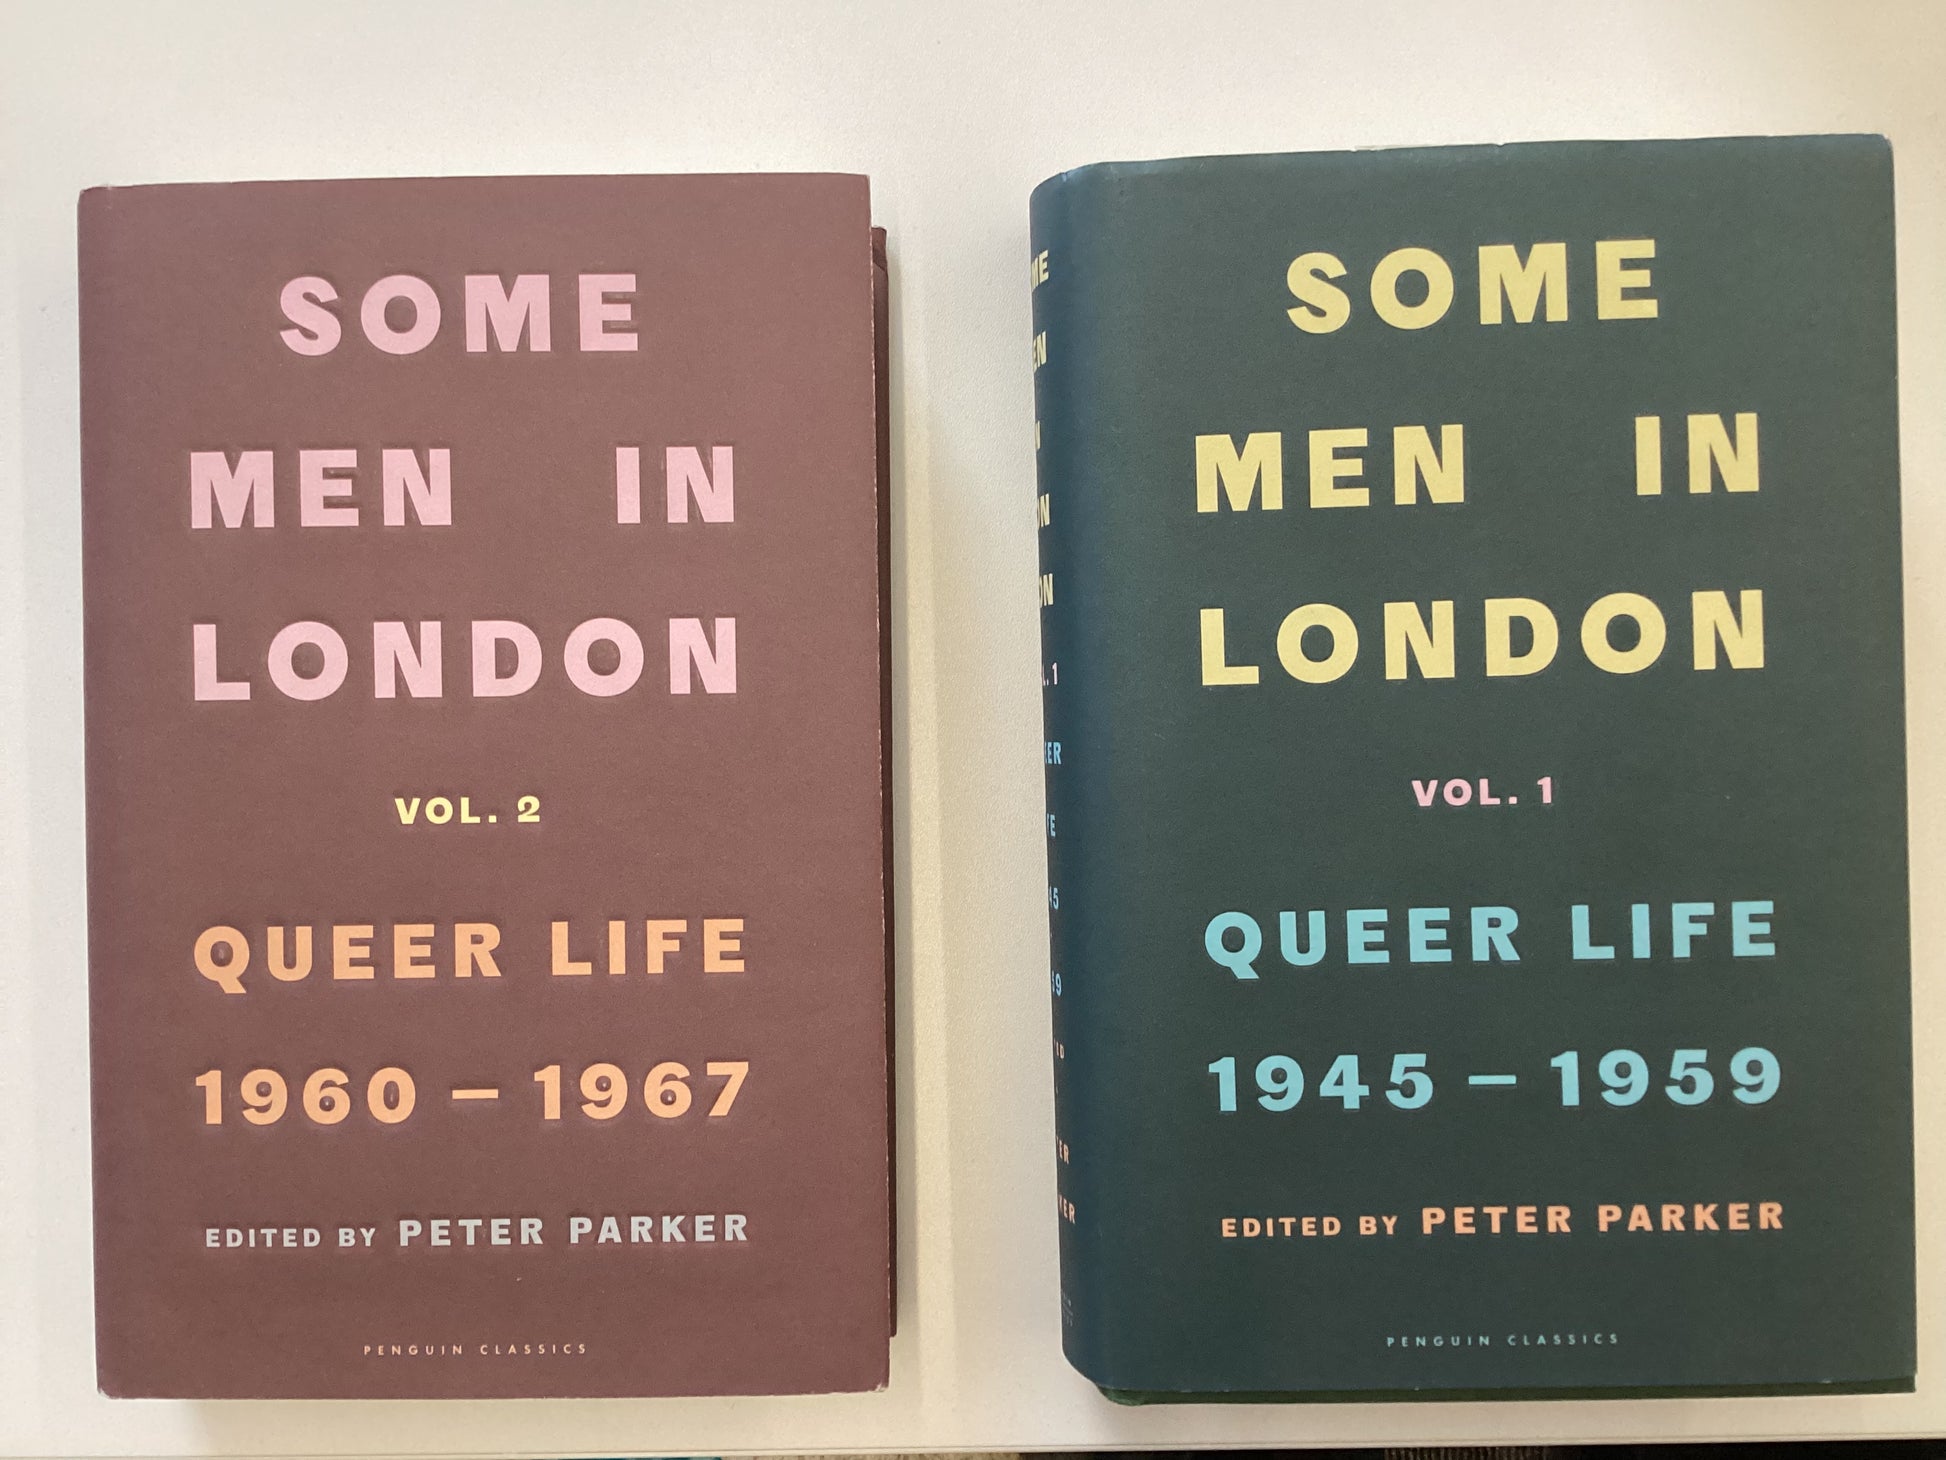 SOME
MEN IN
LONDON
VOL. 2
QUEER LIFE
1960 – 1967
EDITED BY PETER PARKER
PENGUIN CLASSICS
SOME
MEN IN
LONDON
VOL. 1
QUEER LIFE
1945 – 1959
EDITED BY PETER PARKER
PENGUIN CLASSICS